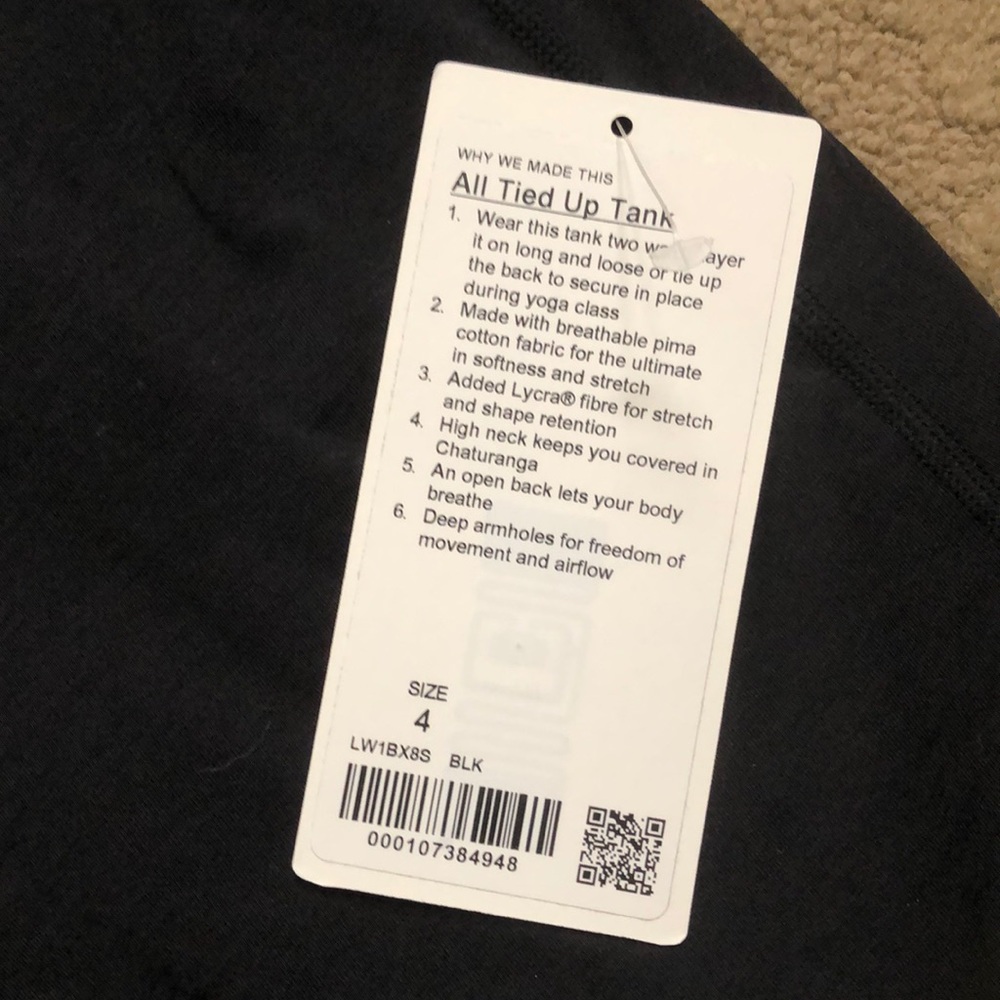 WHY WE MADE THIS
All Tied Up Tank
1. Wear this tank two ayer
it on long and loose or tie up
the back to secure in place
during yoga class
2. Made with breathable pima
cotton fabric for the ultimate
in softness and stretch
3. Added Lycra® fibre for stretch
and shape retention
4. High neck keeps you covered in
Chaturanga
5. An open back lets your body
breathe
6. Deep armholes for freedom of
movement and airflow
SIZE
4
LW1BX8S BLK
000107384948